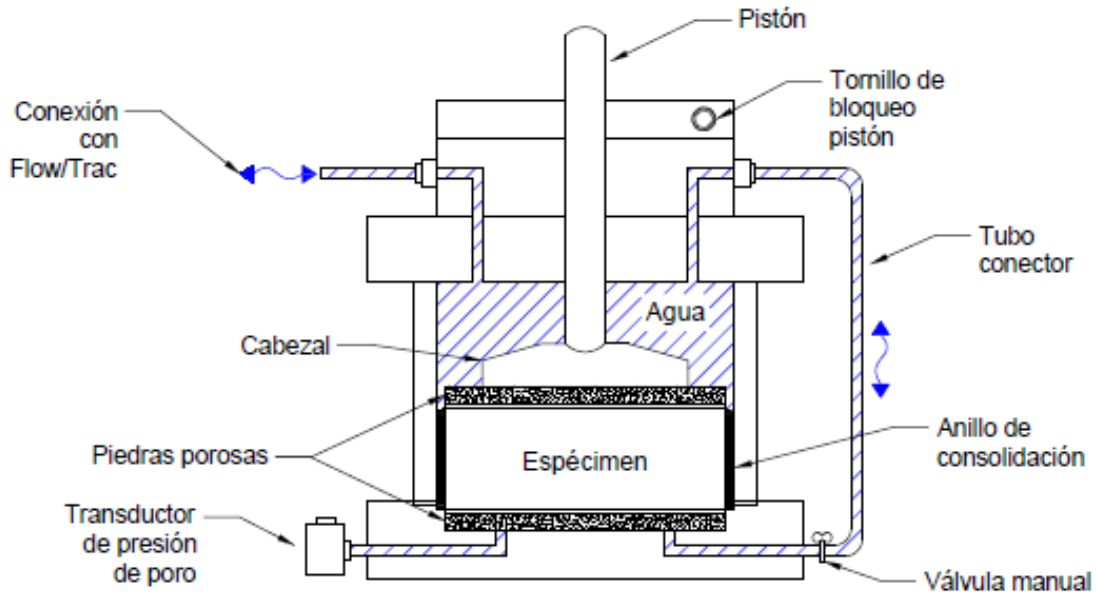 Pistón
Tornillo de
bloqueo
pistón
Conexión
con
Flow/Trac
Tubo
conector
Agua
Cabezal
Anillo de
consolidación
Piedras porosas
Espécimen
Transductor
de presión
de poro
Válvula manual